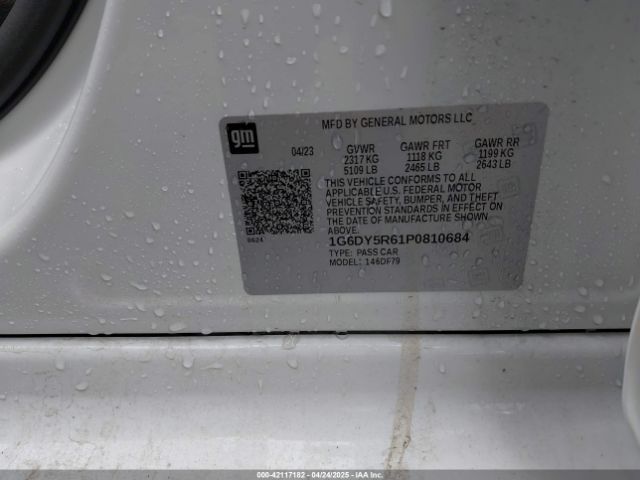 MFD BY GENERAL MOTORS LLC
gm
04/23 GVWR GAWR FRT GAWR RR
2317 KG 1118 KG 1199 KG
5109 LB 2465 LB 2643 LB
THIS VEHICLE CONFORMS TO ALL
APPLICABLE U.S. FEDERAL MOTOR
VEHICLE SAFETY, BUMPER, AND THEFT
PREVENTION STANDARDS IN EFFECT ON
THE DATE OF MANUFACTURE SHOWN
ABOVE.
0624
1G6DY5R61P0810684
TYPE: PASS CAR
MODEL: 146DF79
000-42117182 - 04/24/2025 - IAAI.COM